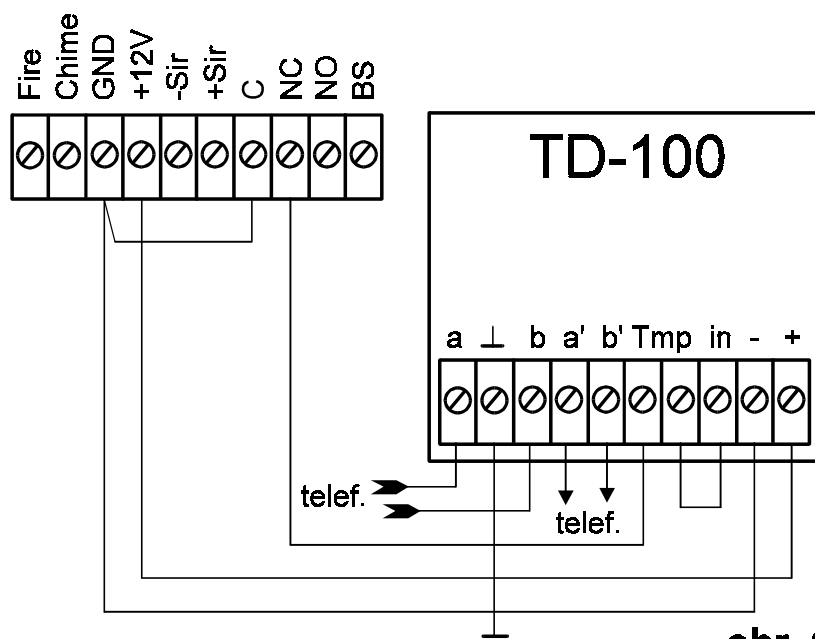 Fire Chime GND +12V -Sir +Sir C NC NO BS
TD-100
a ⊥ b a' b' Tmp in - +
telef.
telef.